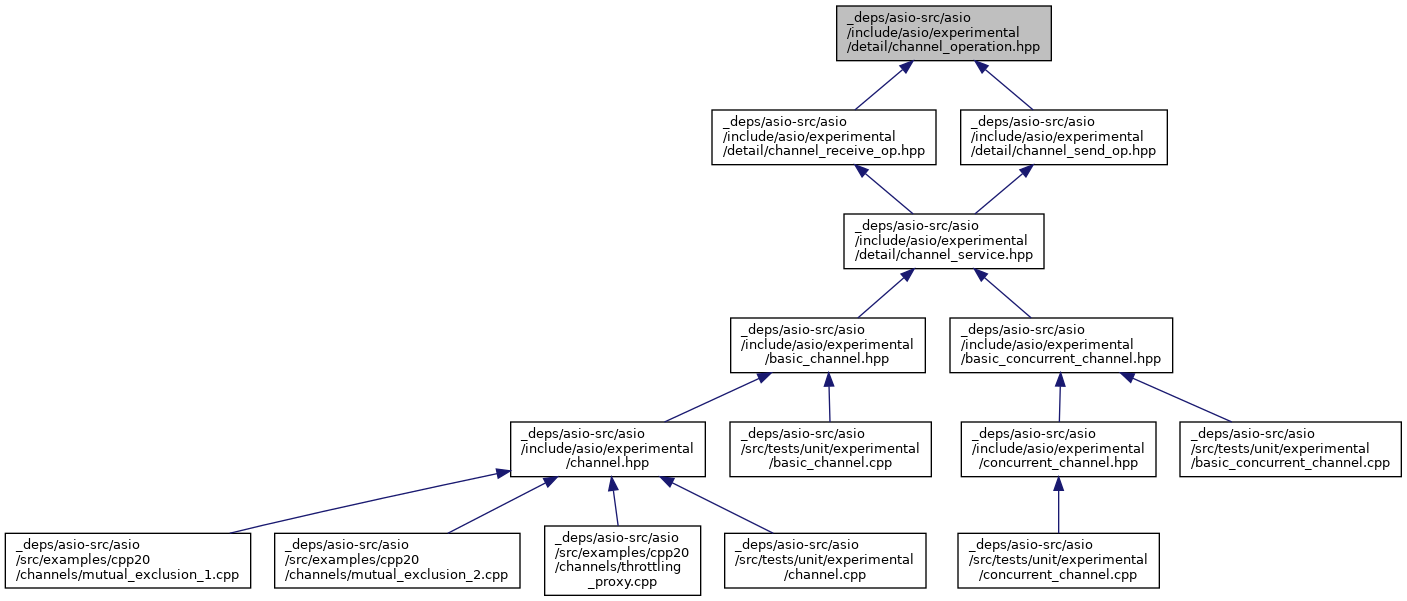 _deps/asio-src/asio
/include/asio/experimental
/detail/channel_operation.hpp
_deps/asio-src/asio
/include/asio/experimental
/detail/channel_receive_op.hpp
_deps/asio-src/asio
/include/asio/experimental
/detail/channel_send_op.hpp
_deps/asio-src/asio
/include/asio/experimental
/detail/channel_service.hpp
_deps/asio-src/asio
/include/asio/experimental
/basic_channel.hpp
_deps/asio-src/asio
/include/asio/experimental
/basic_concurrent_channel.hpp
_deps/asio-src/asio
/include/asio/experimental
/channel.hpp
_deps/asio-src/asio
/src/tests/unit/experimental
/basic_channel.cpp
_deps/asio-src/asio
/include/asio/experimental
/concurrent_channel.hpp
_deps/asio-src/asio
/src/tests/unit/experimental
/basic_concurrent_channel.cpp
_deps/asio-src/asio
/src/examples/cpp20
/channels/mutual_exclusion_1.cpp
_deps/asio-src/asio
/src/examples/cpp20
/channels/mutual_exclusion_2.cpp
_deps/asio-src/asio
/src/examples/cpp20
/channels/throttling
_proxy.cpp
_deps/asio-src/asio
/src/tests/unit/experimental
/channel.cpp
_deps/asio-src/asio
/src/tests/unit/experimental
/concurrent_channel.cpp